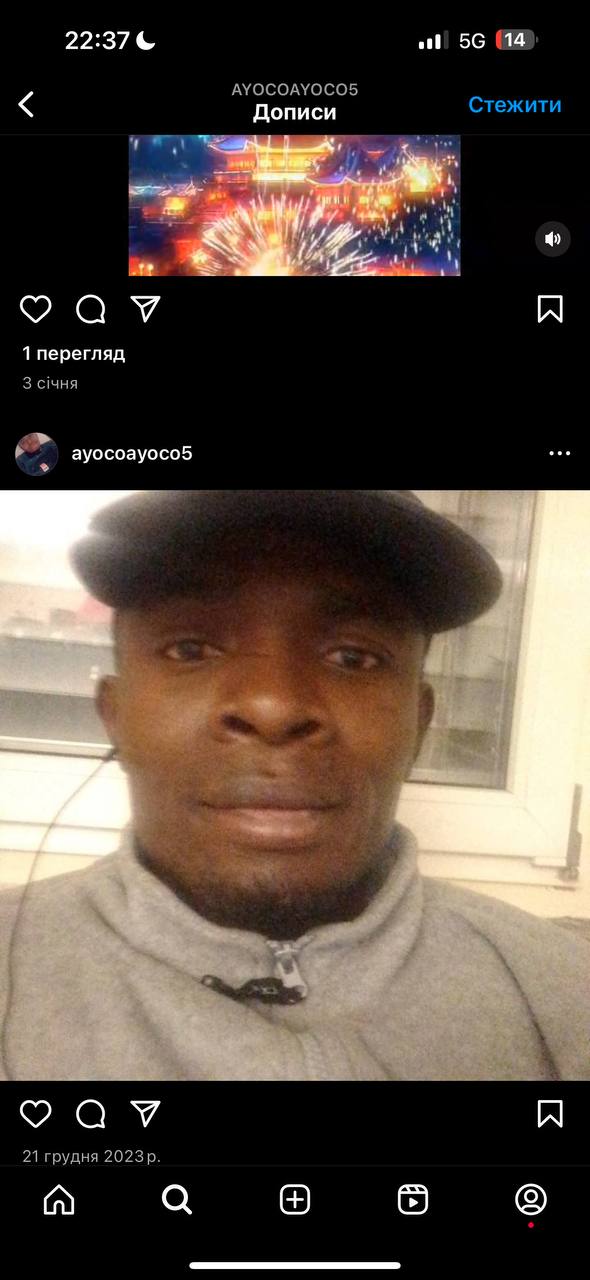 22:37
5G
14
AYOCOAYOCO5
Дописи
Стежити
1 перегляд
3 січня
ayocoayoco5
21 грудня 2023 р.